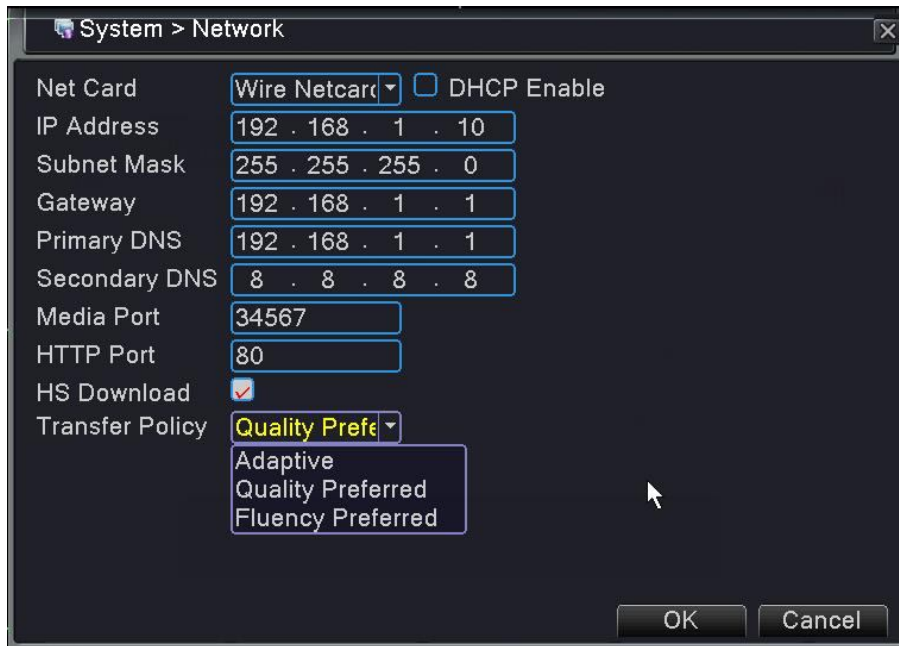 System > Network
Net Card Wire Netcard DHCP Enable
IP Address 192 . 168 . 1 . 10
Subnet Mask 255 . 255 . 255 . 0
Gateway 192 . 168 . 1 . 1
Primary DNS 192 . 168 . 1 . 1
Secondary DNS 8 . 8 . 8 . 8
Media Port 34567
HTTP Port 80
HS Download
Transfer Policy Quality Prefe
Adaptive
Quality Preferred
Fluency Preferred
OK Cancel